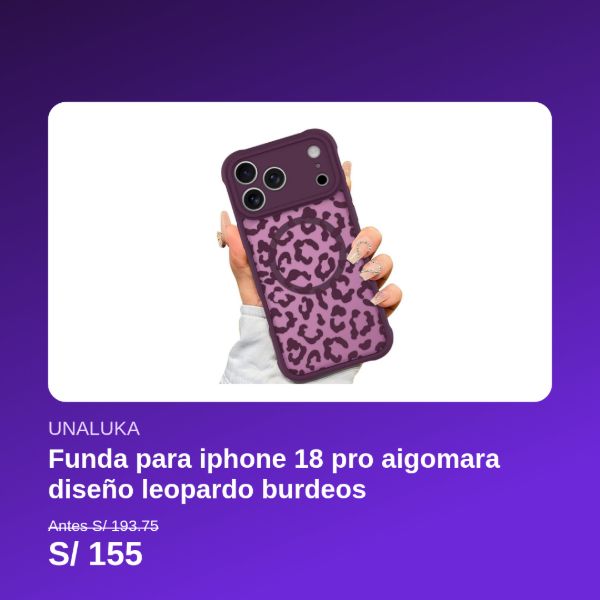 UNALUKA
Funda para iphone 18 pro aigomara
diseño leopardo burdeos
Antes S/ 193.75
S/ 155